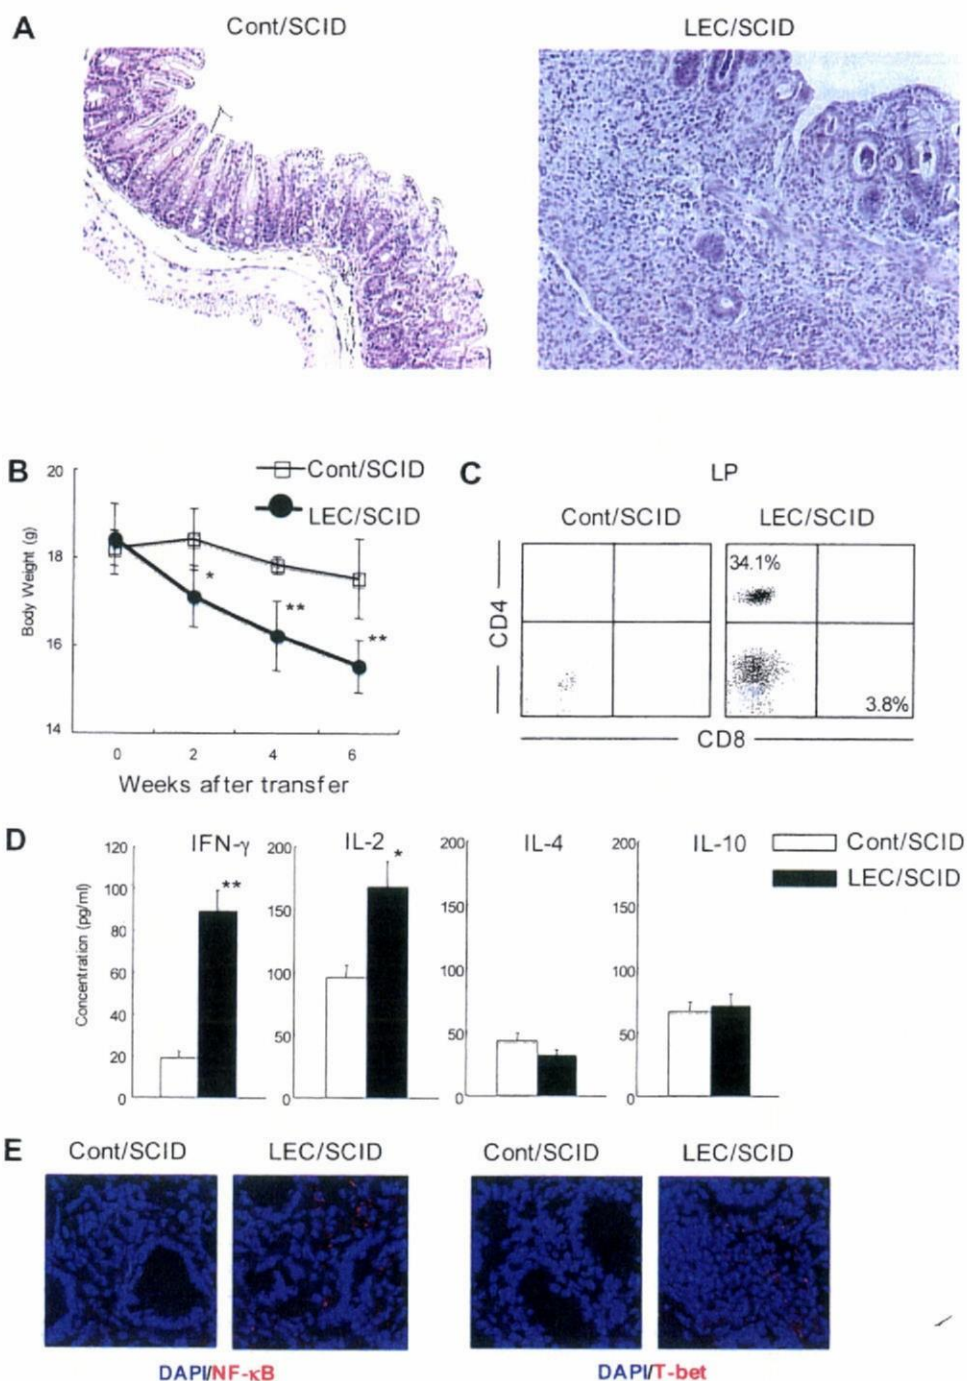 A
Cont/SCID
LEC/SCID
B
20
18
16
14
Body Weight (g)
Cont/SCID
LEC/SCID
*
**
**
0 2 4 6
Weeks after transfer
C
LP
Cont/SCID LEC/SCID
34.1%
3.8%
CD4
CD8
D
Concentration (pg/ml)
IFN-γ
120
100
80
60
40
20
0
**
IL-2
200
150
100
50
0
*
IL-4
200
150
100
50
0
IL-10
200
150
100
50
0
Cont/SCID
LEC/SCID
E
Cont/SCID LEC/SCID
DAPI/NF-κB
Cont/SCID LEC/SCID
DAPI/T-bet